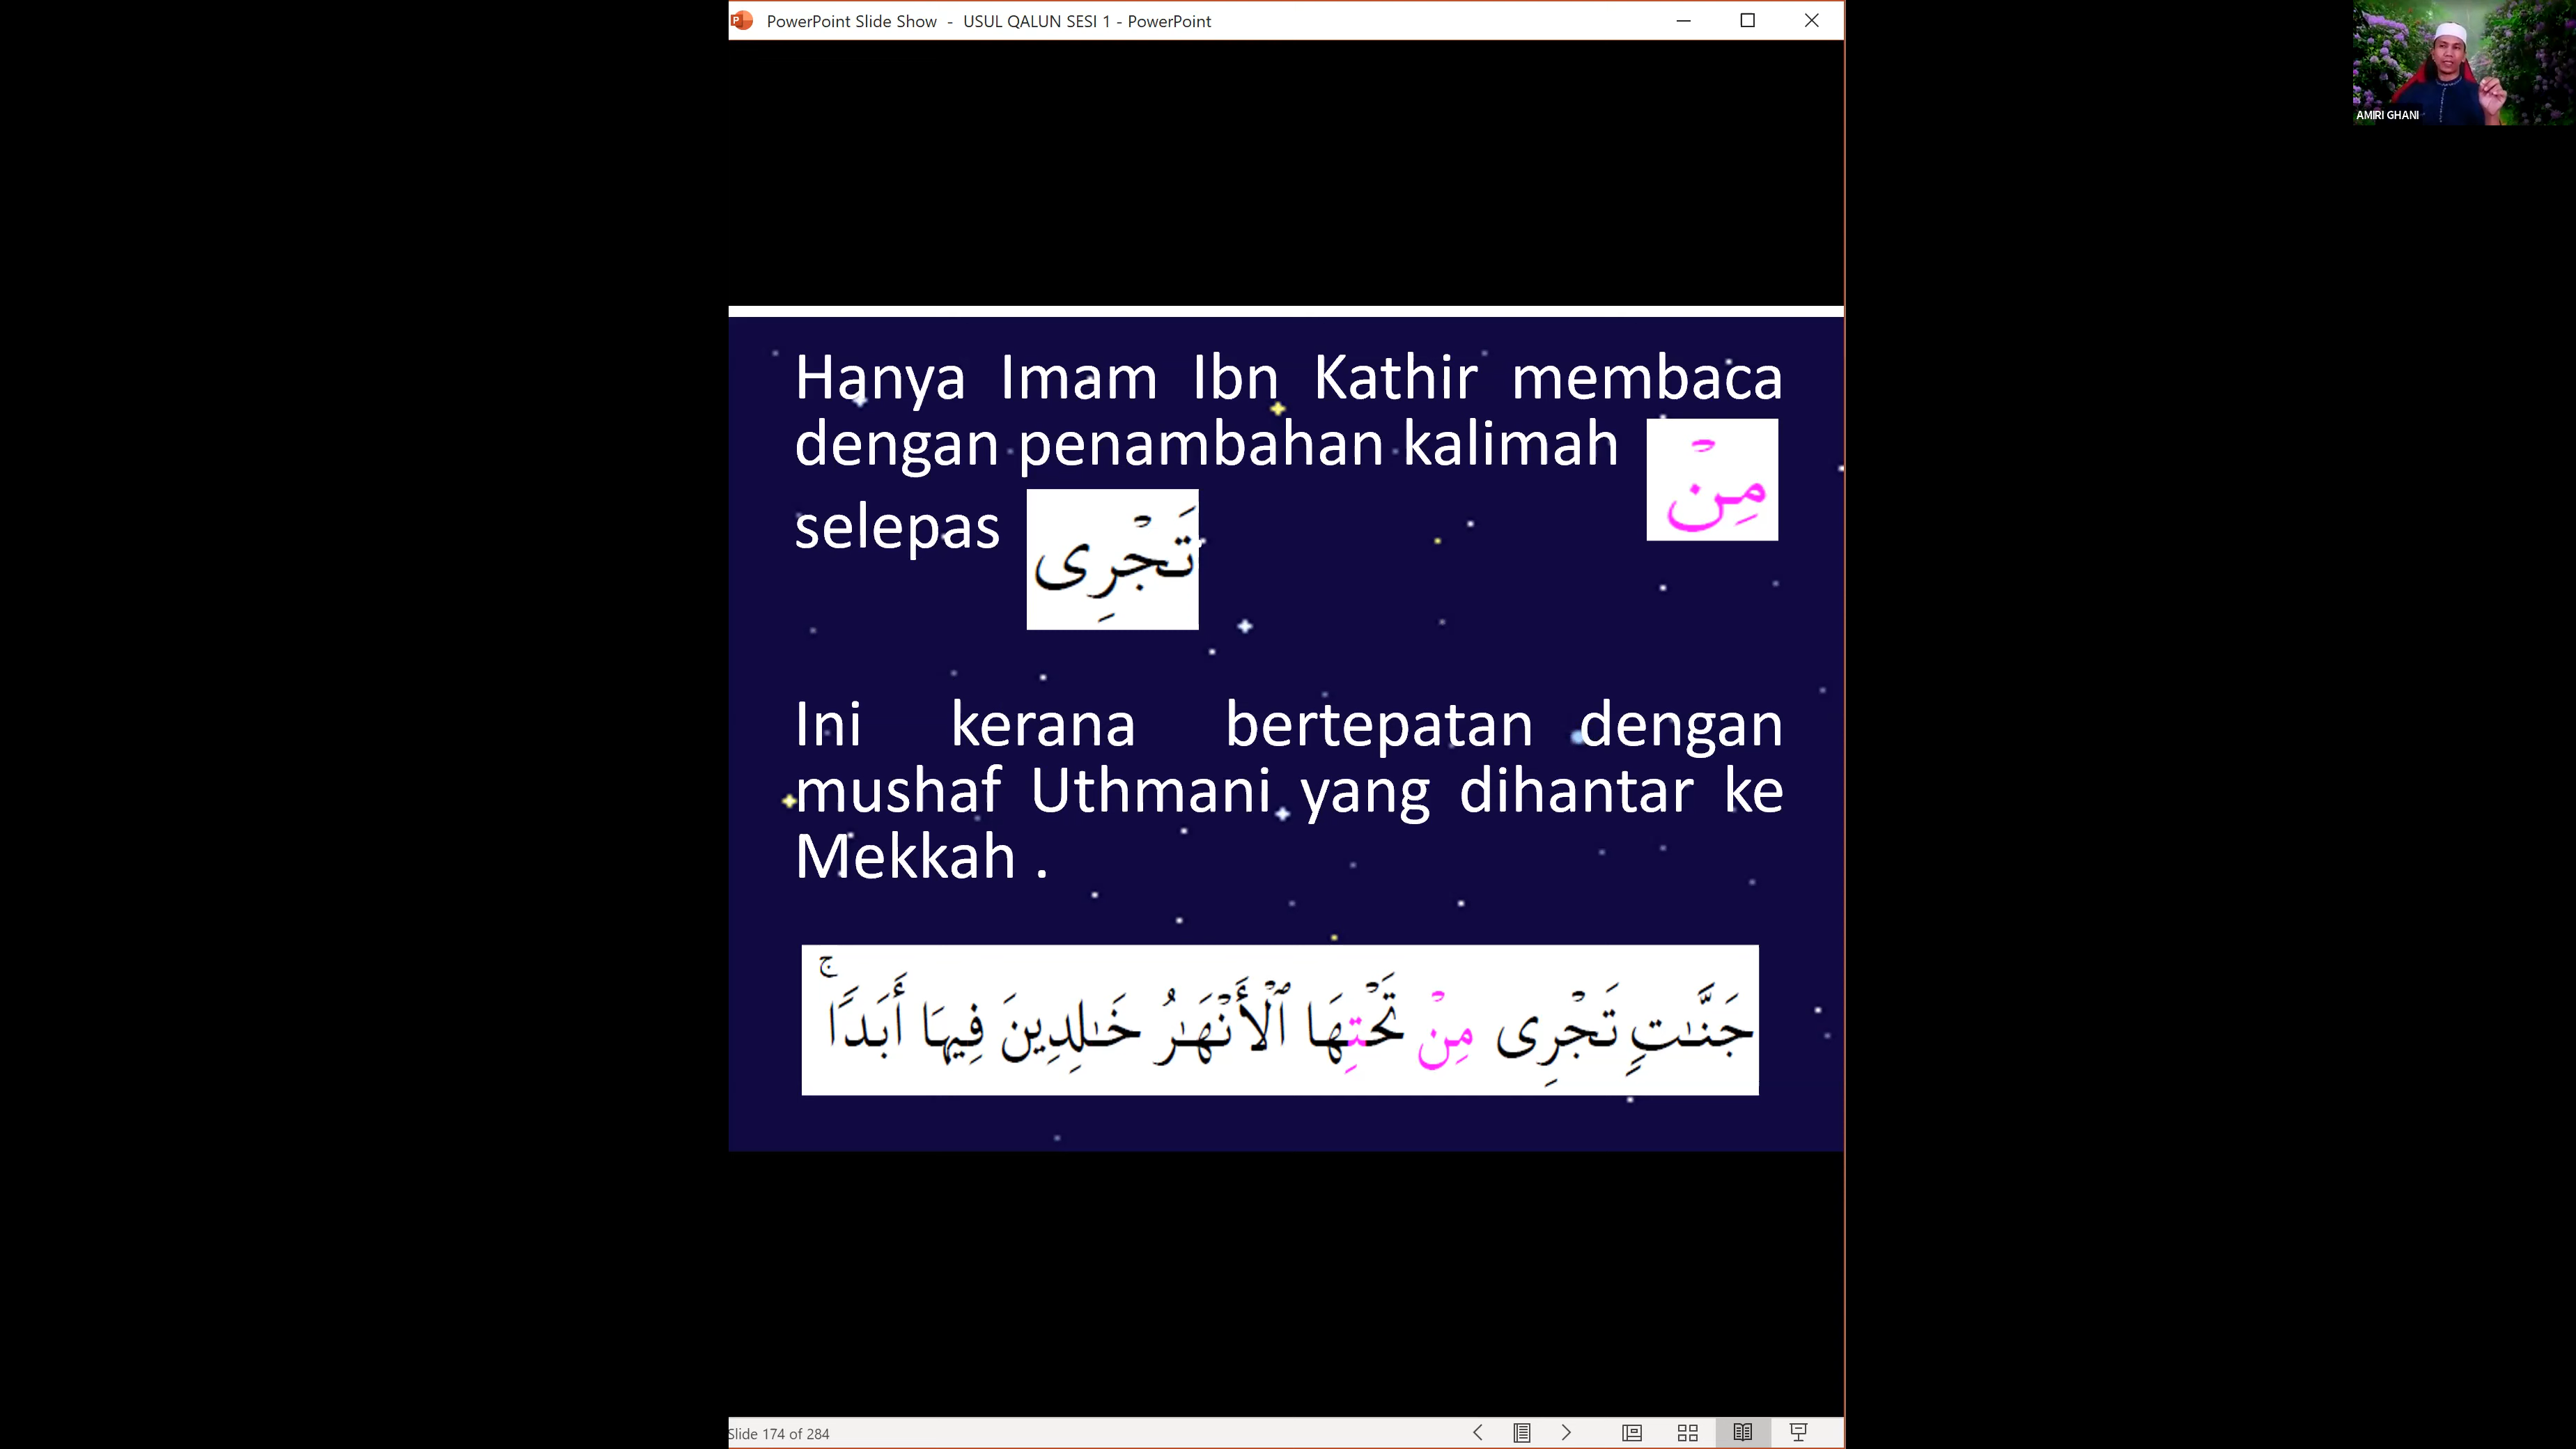 PowerPoint Slide Show - USUL QALUN SESI 1 - PowerPoint
AMIRI GHANI
Hanya Imam Ibn Kathir membaca
dengan penambahan kalimah مِنْ
selepas تَجْرِى
Ini kerana bertepatan dengan
mushaf Uthmani yang dihantar ke
Mekkah .
جَنَّـٰتٍ تَجْرِى مِنْ تَحْتِهَا ٱلْأَنْهَـٰرُ خَـٰلِدِينَ فِيهَا أَبَدًا ۚ
Slide 174 of 284